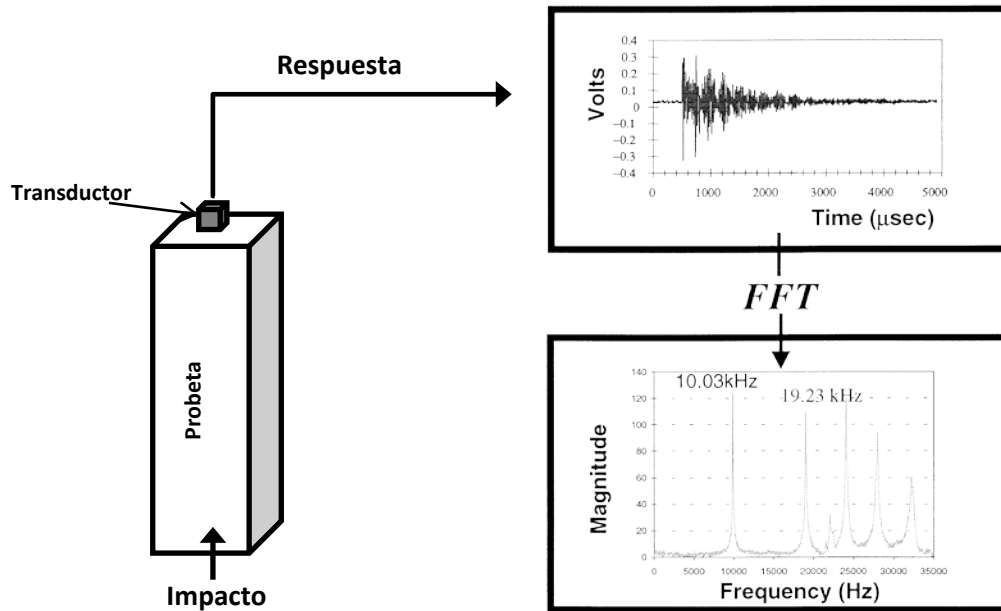 Respuesta
Transductor
Probeta
Impacto
0.4
0.3
0.2
0.1
0
–0.1
–0.2
–0.3
–0.4
Volts
0 1000 2000 3000 4000 5000
Time (µsec)
FFT
140
120
100
80
60
40
20
0
Magnitude
10.03kHz
19.23 kHz
0 5000 10000 15000 20000 25000 30000 35000
Frequency (Hz)